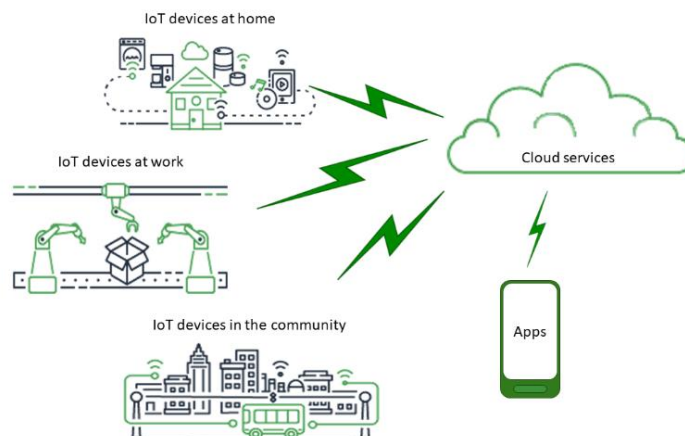 IoT devices at home
IoT devices at work
Cloud services
IoT devices in the community
Apps